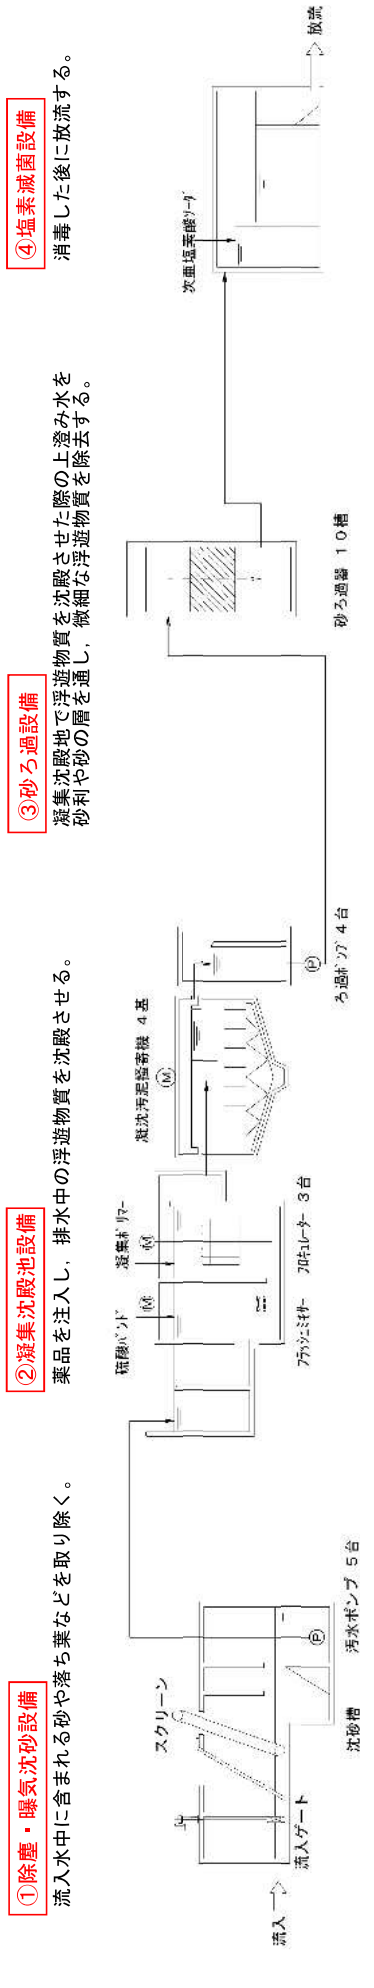 ①除塵・曝気沈砂設備
流入水中に含まれる砂や落ち葉などを取り除く。
②凝集沈殿池設備
薬品を注入し，排水中の浮遊物質を沈殿させる。
③砂ろ過設備
凝集沈殿地で浮遊物質を沈殿させた際の上澄み水を
砂利や砂の層を通し，微細な浮遊物質を除去する。
④塩素滅菌設備
消毒した後に放流する。
流入
流入ゲート
スクリーン
沈砂槽
汚水ポンプ 5台
P
硫酸バンド
凝集ポリマー
M
M
フラッシュミキサー
フロキュレーター 3台
凝沈汚泥掻寄機 4基
M
P
ろ過ポンプ 4台
砂ろ過器 10槽
次亜塩素酸ソーダ
放流